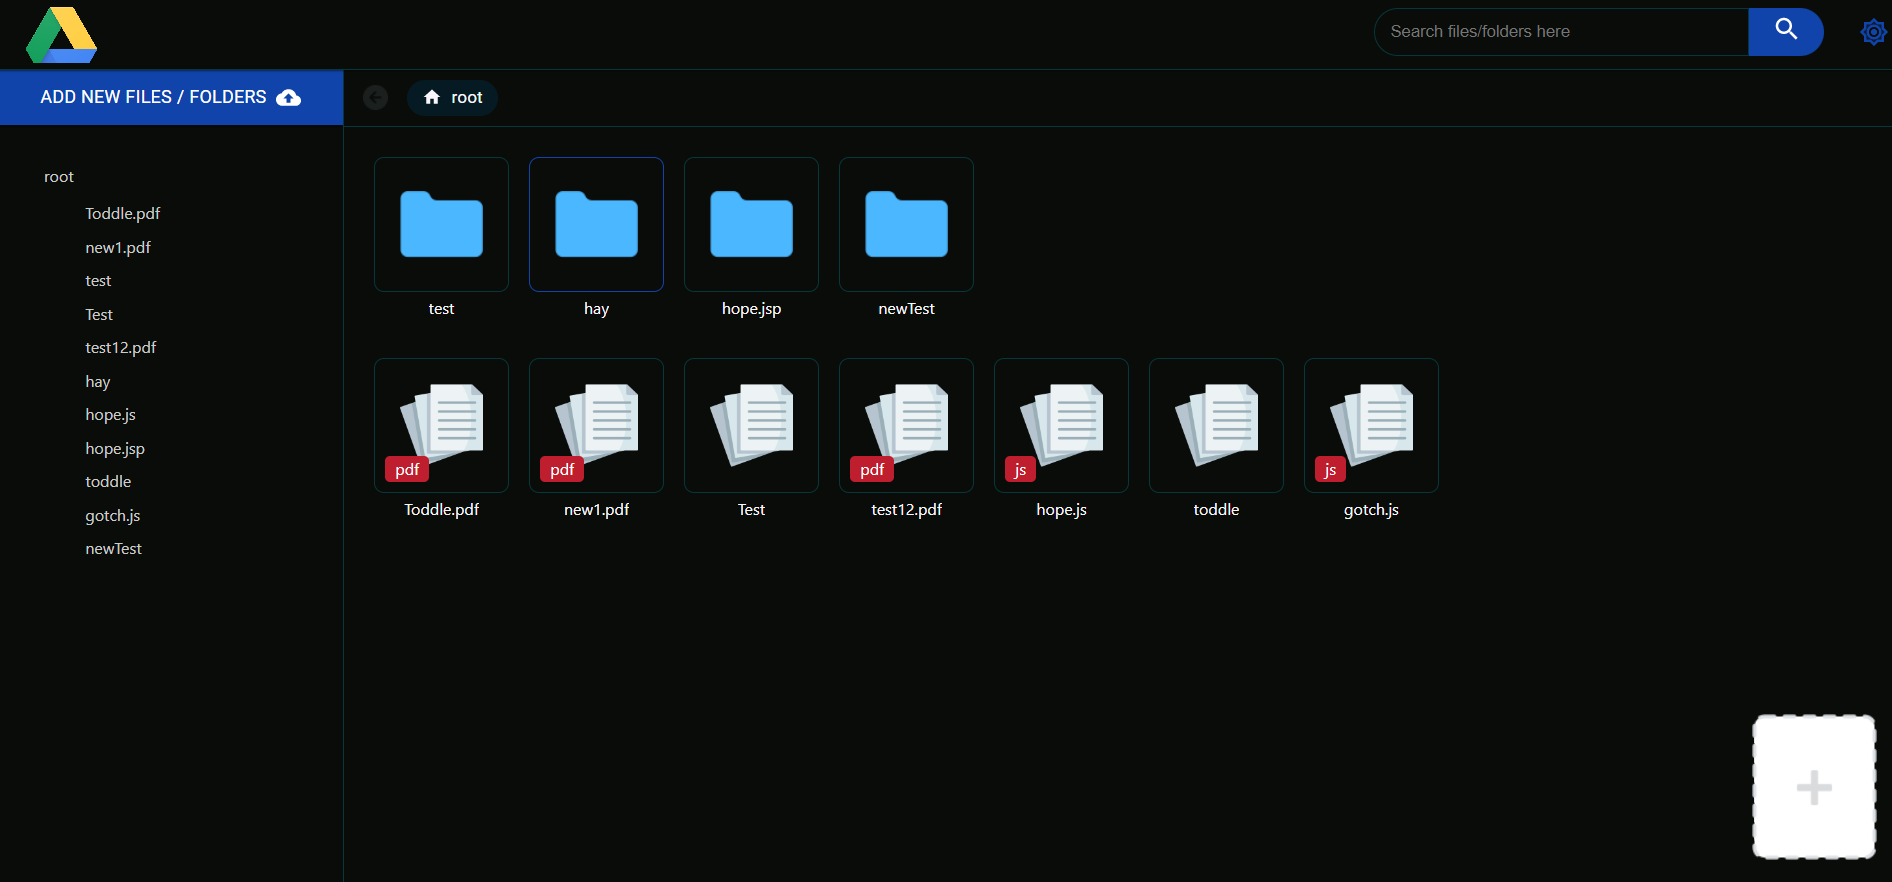 Search files/folders here
ADD NEW FILES / FOLDERS
root
root
Toddle.pdf
new1.pdf
test
Test
test12.pdf
hay
hope.js
hope.jsp
toddle
gotch.js
newTest
test hay hope.jsp newTest
pdf pdf pdf js js
Toddle.pdf new1.pdf Test test12.pdf hope.js toddle gotch.js